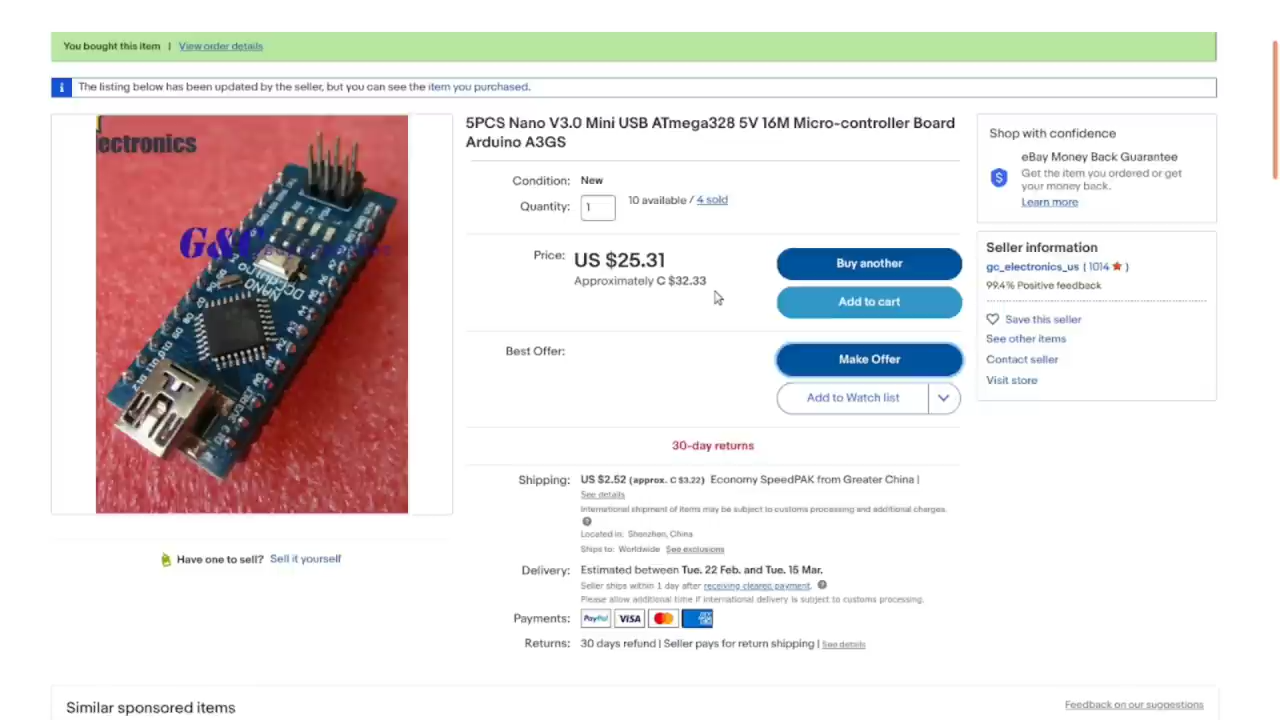 You bought this item | View order details
i The listing below has been updated by the seller, but you can see the item you purchased.
ectronics
G&C
NANO
5PCS Nano V3.0 Mini USB ATmega328 5V 16M Micro-controller Board
Arduino A3GS
Condition: New
Quantity: 1 10 available / 4 sold
Price: US $25.31
Approximately C $32.33
Buy another
Add to cart
Best Offer:
Make Offer
Add to Watch list
30-day returns
Shipping: US $2.52 (approx. C $3.22) Economy SpeedPAK from Greater China |
See details
International shipment of items may be subject to customs processing and additional charges.
Located in: Shenzhen, China
Ships to: Worldwide See exclusions
Delivery: Estimated between Tue. 22 Feb. and Tue. 15 Mar.
Seller ships within 1 day after receiving cleared payment.
Please allow additional time if international delivery is subject to customs processing.
Payments: PayPal VISA
Returns: 30 days refund | Seller pays for return shipping | See details
Shop with confidence
eBay Money Back Guarantee
Get the item you ordered or get
your money back.
Learn more
Seller information
gc_electronics_us (1014 )
99.4% Positive feedback
Save this seller
See other items
Contact seller
Visit store
Have one to sell? Sell it yourself
Similar sponsored items
Feedback on our suggestions